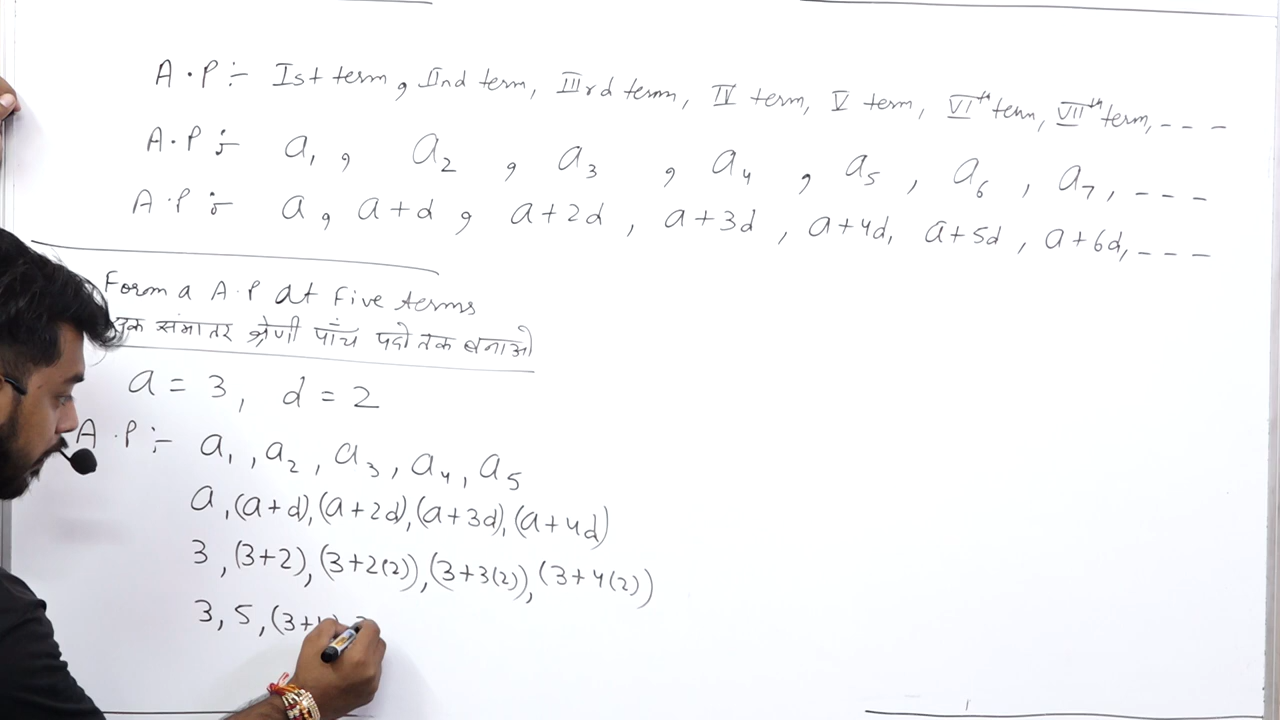 A.P :- Ist term, IInd term, IIIrd term, IV term, V term, VIth term, VIIth term, - - -
A.P :- a₁, a₂, a₃, a₄, a₅, a₆, a₇, - - -
A.P :- a, a+d, a+2d, a+3d, a+4d, a+5d, a+6d, - - -
Form a A.P at Five terms
एक समांतर श्रेणी पांच पदो तक बनाओ
a = 3, d = 2
A.P :- a₁, a₂, a₃, a₄, a₅
a, (a+d), (a+2d), (a+3d), (a+4d)
3, (3+2), (3+2(2)), (3+3(2)), (3+4(2))
3, 5, (3+